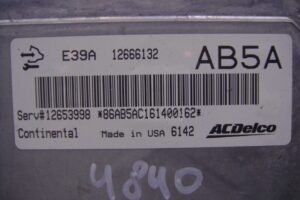 E39A 12666132 AB5A
Serv#12653998 *86AB5AC161400162*
Continental Made in USA 6142 ACDelco
4840